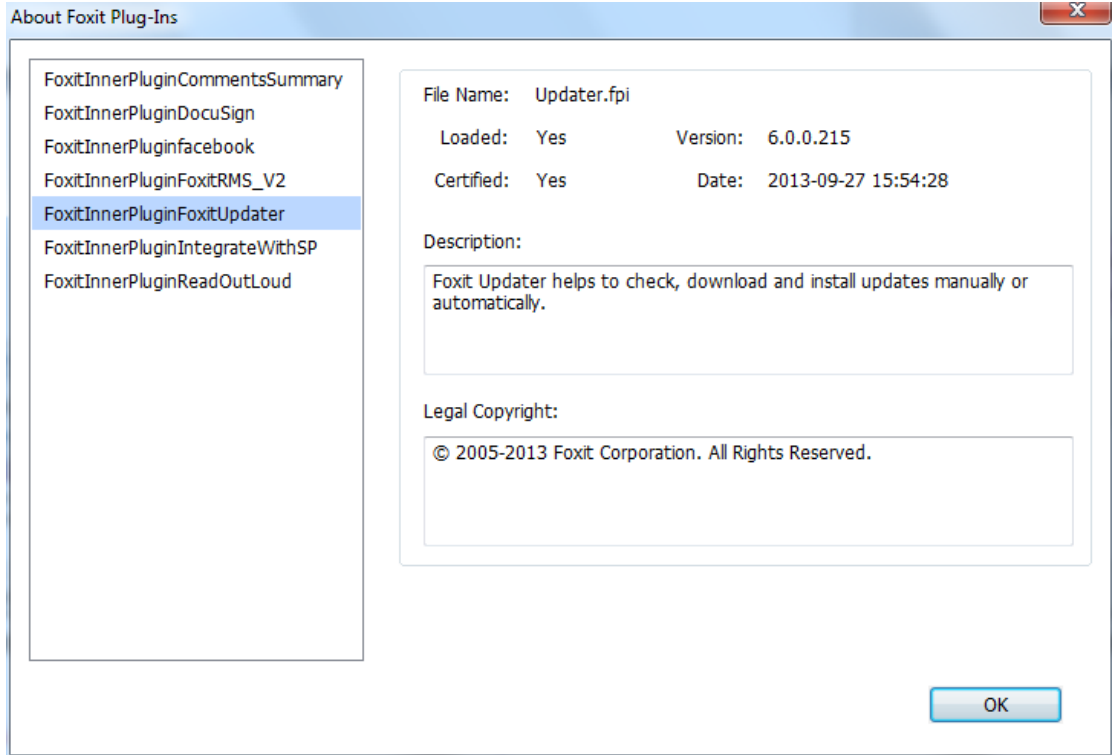 About Foxit Plug-Ins
X
FoxitInnerPluginCommentsSummary
FoxitInnerPluginDocuSign
FoxitInnerPluginfacebook
FoxitInnerPluginFoxitRMS_V2
FoxitInnerPluginFoxitUpdater
FoxitInnerPluginIntegrateWithSP
FoxitInnerPluginReadOutLoud
File Name: Updater.fpi
Loaded: Yes Version: 6.0.0.215
Certified: Yes Date: 2013-09-27 15:54:28
Description:
Foxit Updater helps to check, download and install updates manually or
automatically.
Legal Copyright:
© 2005-2013 Foxit Corporation. All Rights Reserved.
OK